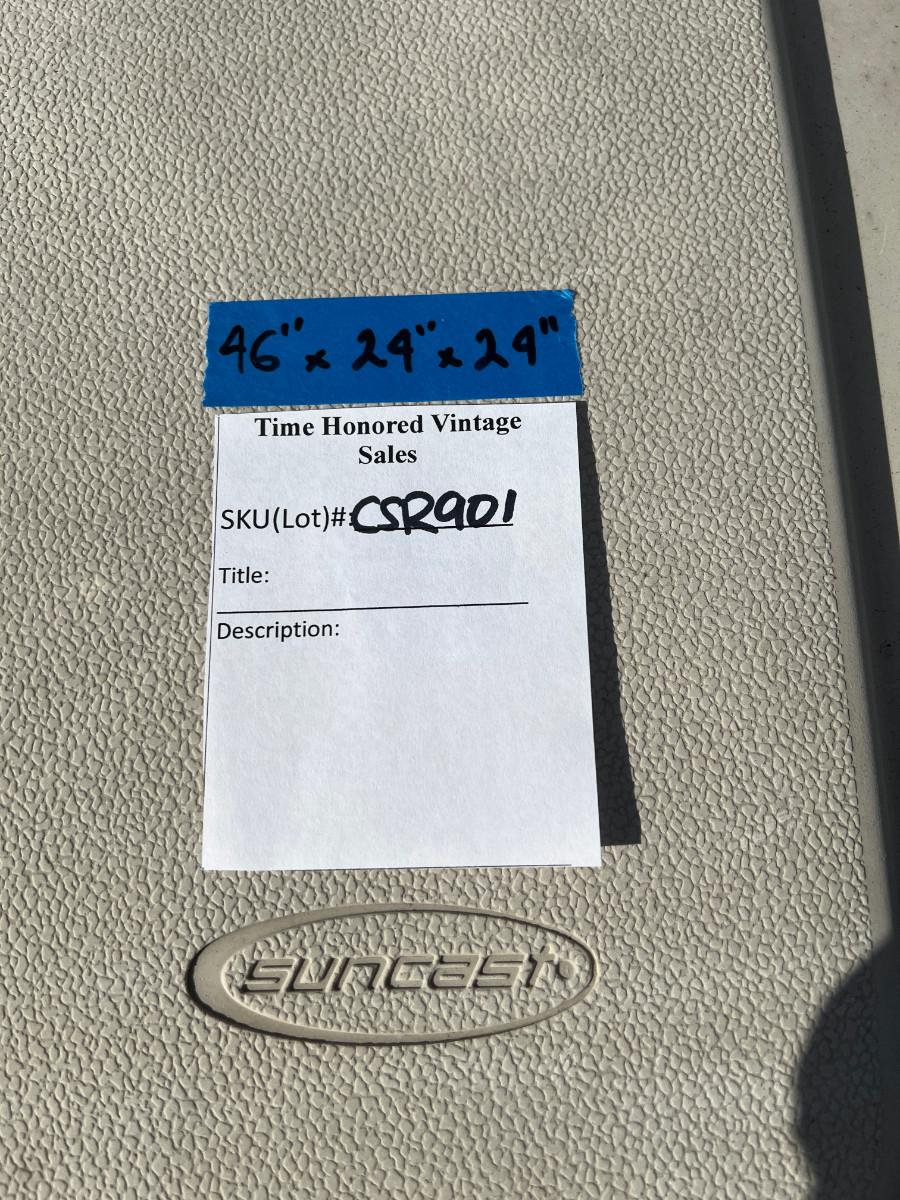 46" x 24" x 24"
Time Honored Vintage
Sales
SKU(Lot)#: CSR901
Title:
Description:
suncast